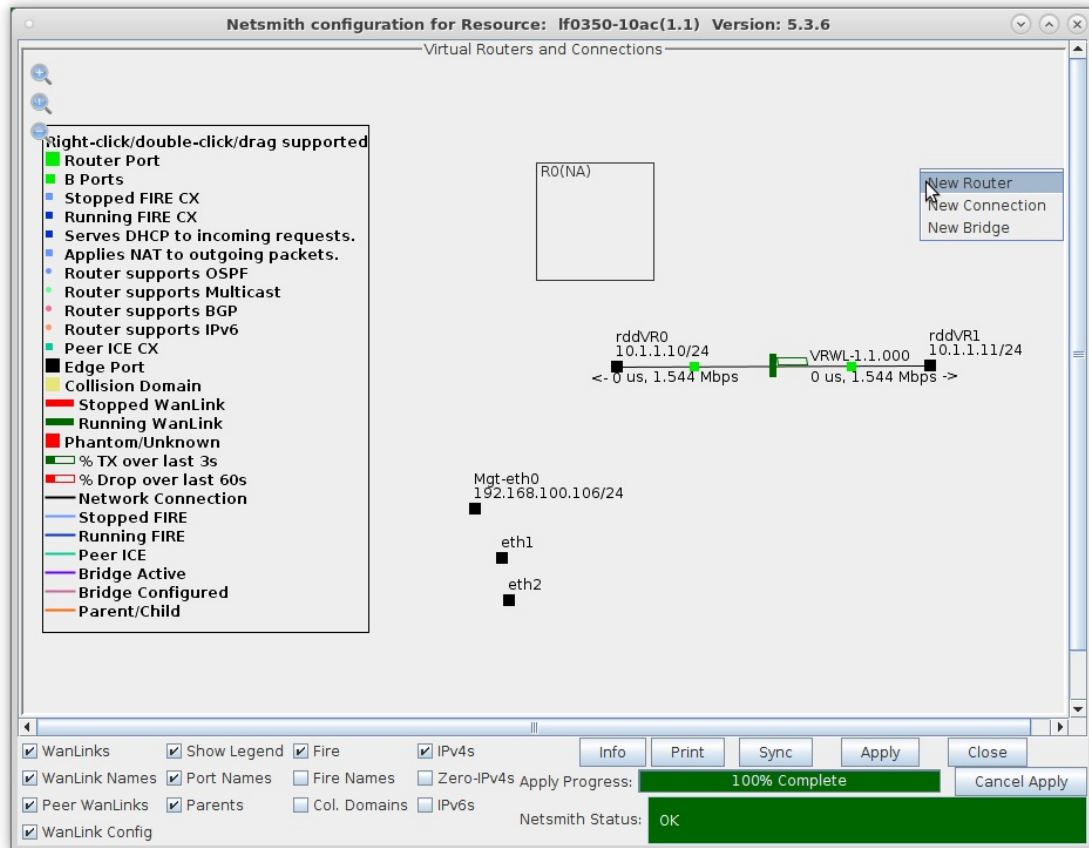 Netsmith configuration for Resource: lf0350-10ac(1.1) Version: 5.3.6
Virtual Routers and Connections
Right-click/double-click/drag supported
Router Port
B Ports
Stopped FIRE CX
Running FIRE CX
Serves DHCP to incoming requests.
Applies NAT to outgoing packets.
Router supports OSPF
Router supports Multicast
Router supports BGP
Router supports IPv6
Peer ICE CX
Edge Port
Collision Domain
Stopped WanLink
Running WanLink
Phantom/Unknown
% TX over last 3s
% Drop over last 60s
Network Connection
Stopped FIRE
Running FIRE
Peer ICE
Bridge Active
Bridge Configured
Parent/Child
R0(NA)
New Router
New Connection
New Bridge
rddVR0
10.1.1.10/24
VRWL-1.1.000
rddVR1
10.1.1.11/24
<- 0 us, 1.544 Mbps
0 us, 1.544 Mbps ->
Mgt-eth0
192.168.100.106/24
eth1
eth2
WanLinks Show Legend Fire IPv4s Info Print Sync Apply Close
WanLink Names Port Names Fire Names Zero-IPv4s Apply Progress: 100% Complete Cancel Apply
Peer WanLinks Parents Col. Domains IPv6s Netsmith Status: OK
WanLink Config